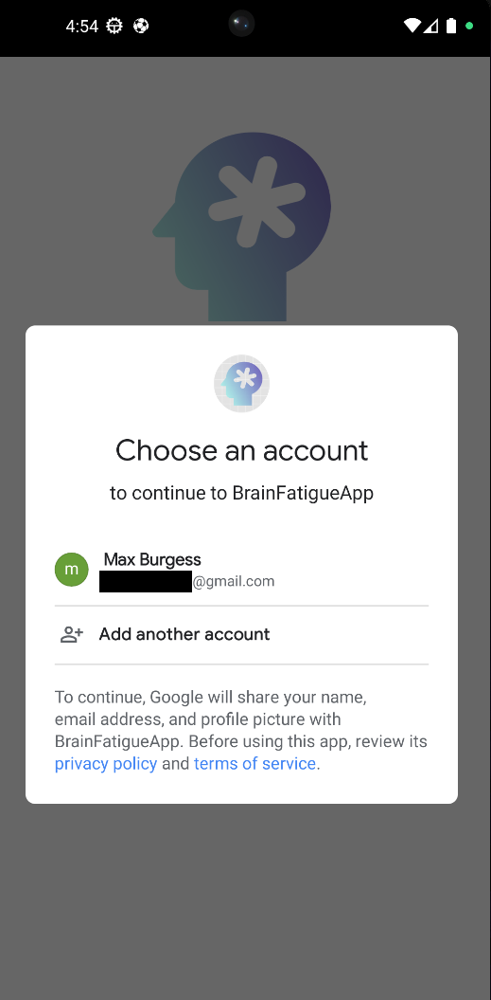 4:54
Choose an account
to continue to BrainFatigueApp
m
Max Burgess
@gmail.com
Add another account
To continue, Google will share your name,
email address, and profile picture with
BrainFatigueApp. Before using this app, review its
privacy policy and terms of service.